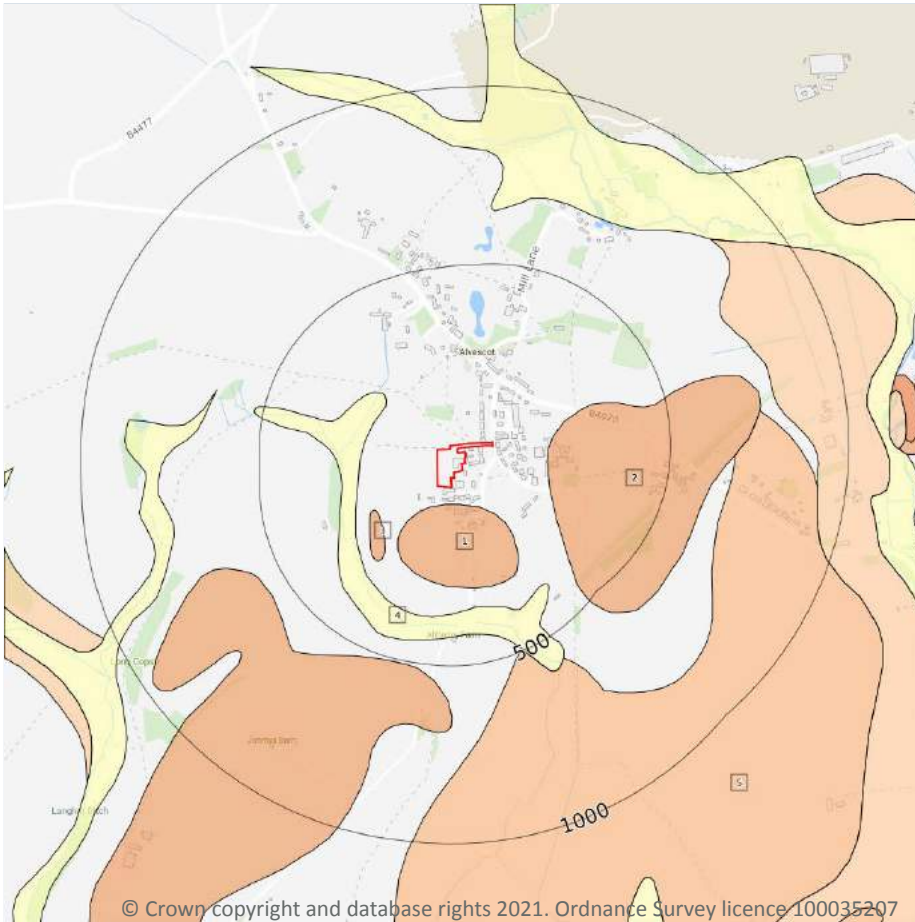 B4477
Mill Lane
Alvescot
B4020
2
1
4
500
5
1000
© Crown copyright and database rights 2021. Ordnance Survey licence 100035207